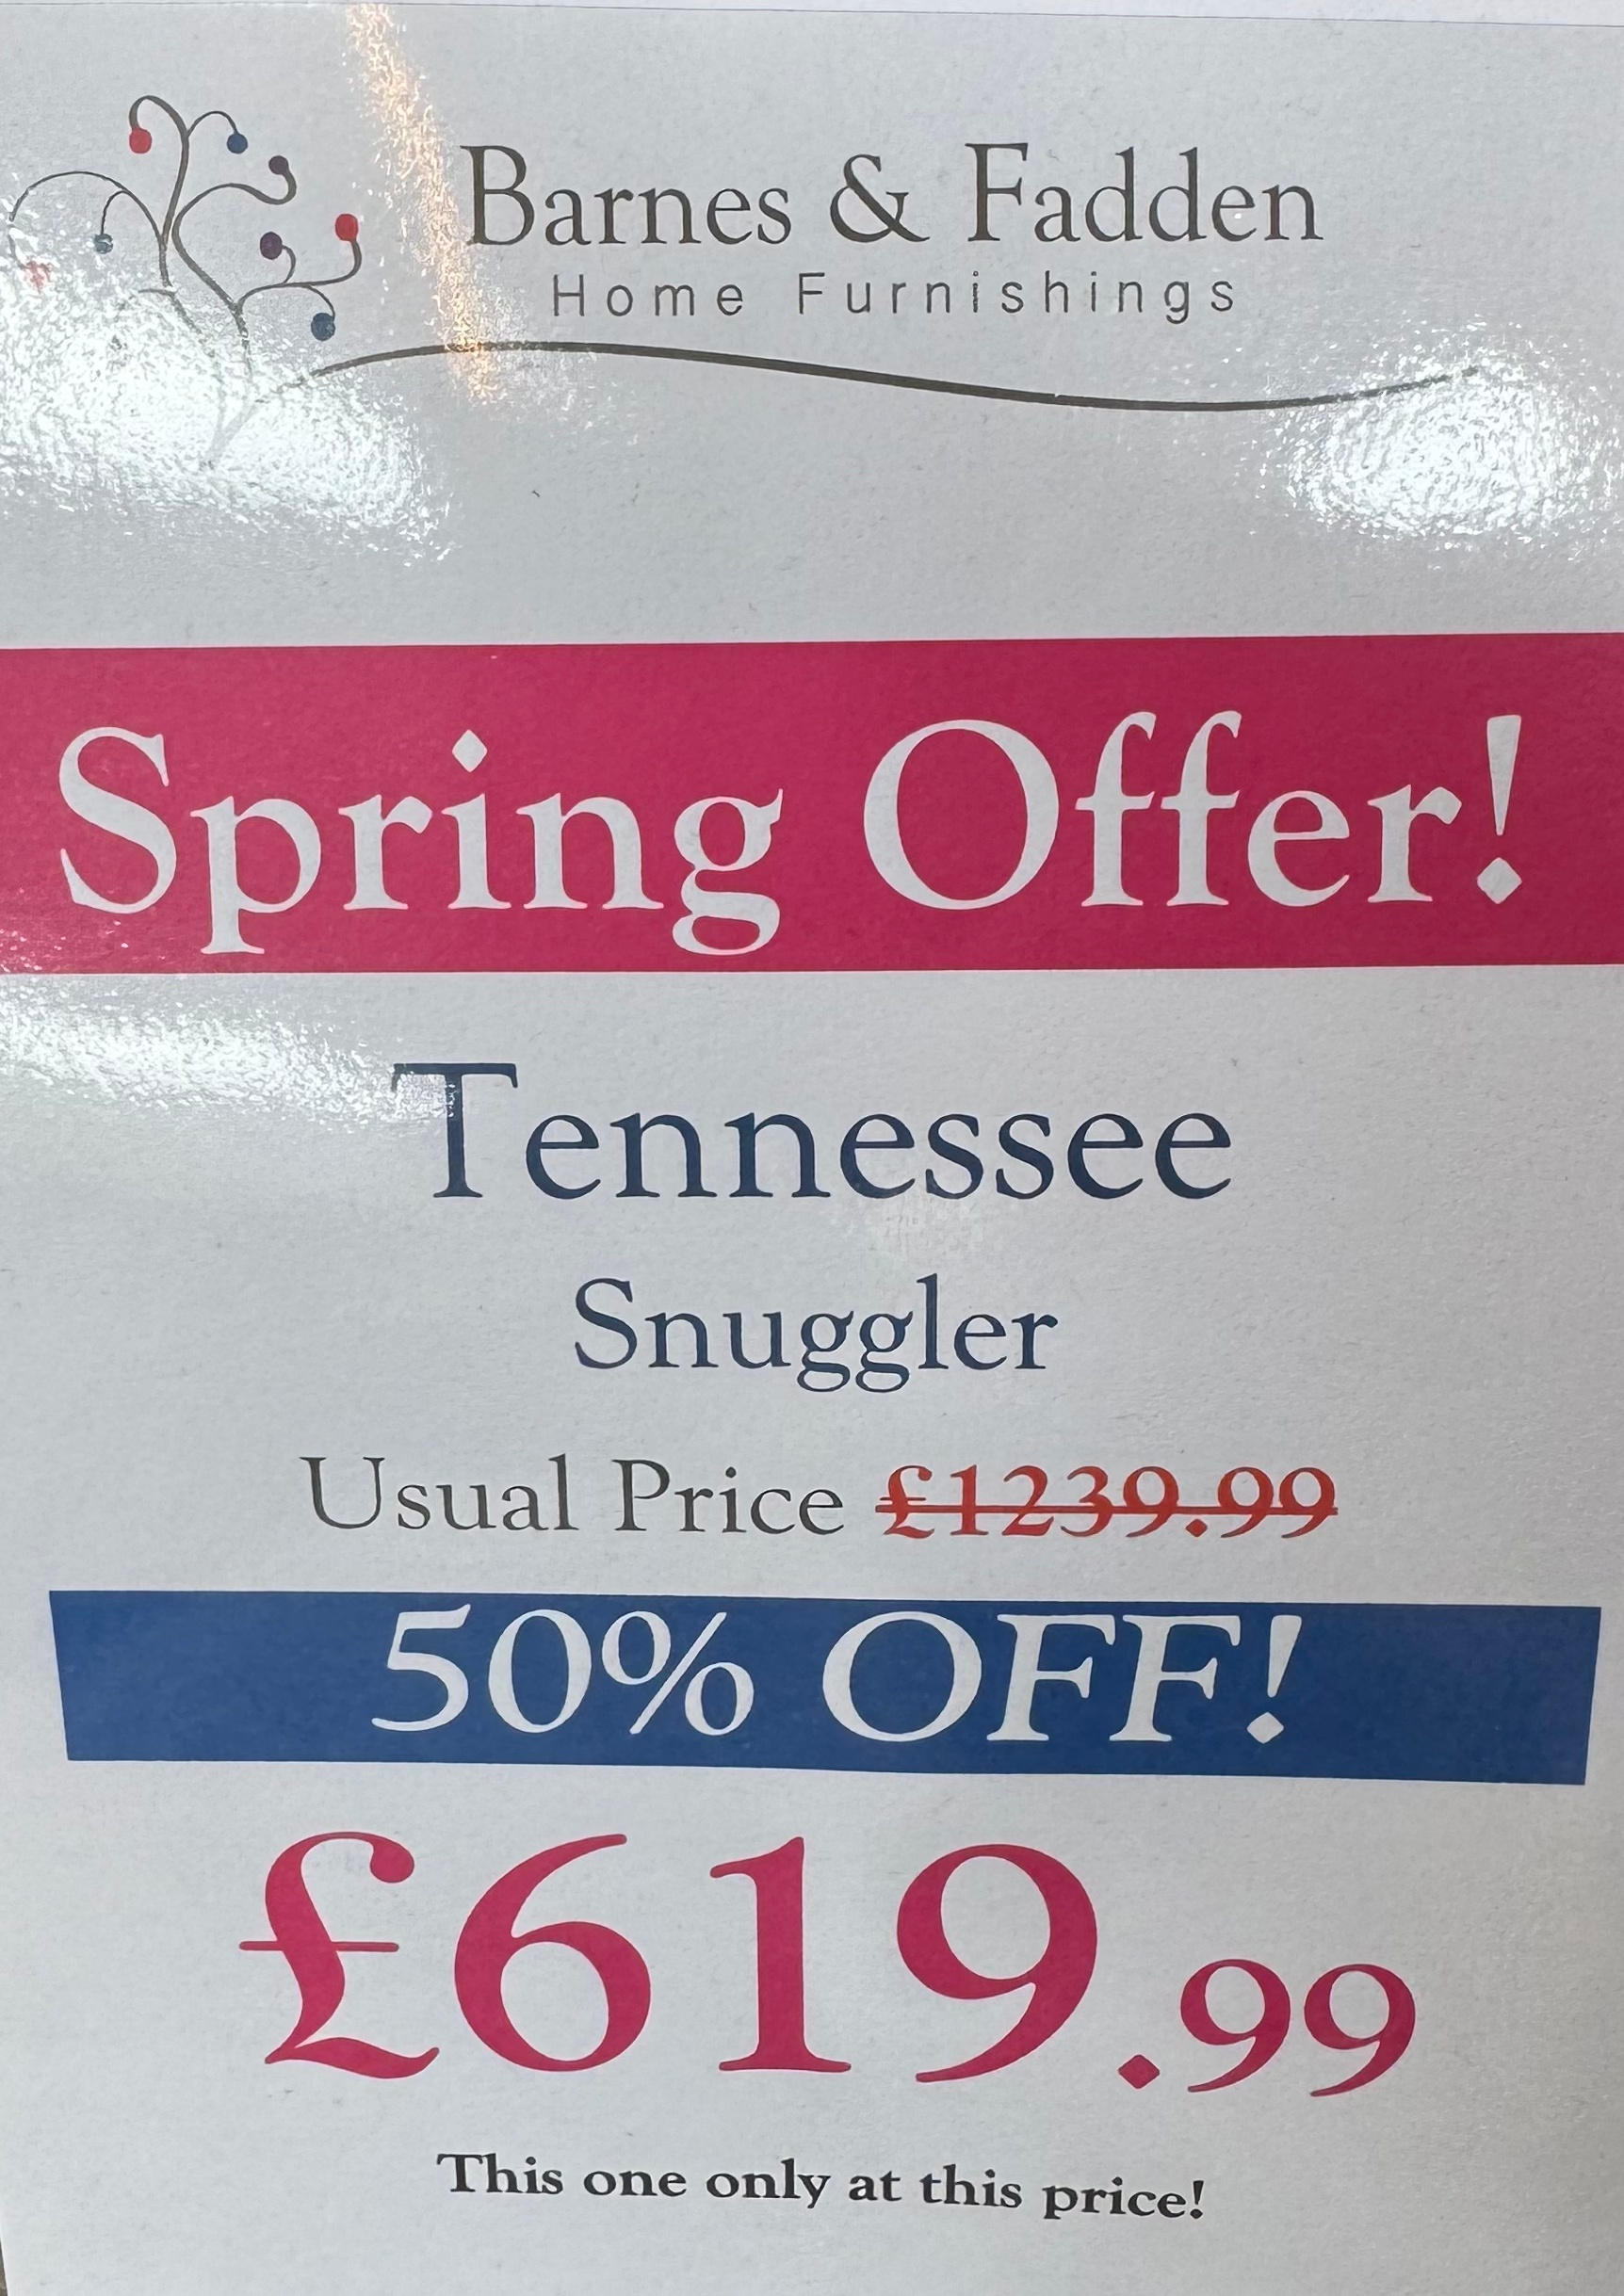 Barnes & Fadden
Home Furnishings
Spring Offer!
Tennessee
Snuggler
Usual Price £1239.99
50% OFF!
£619.99
This one only at this price!